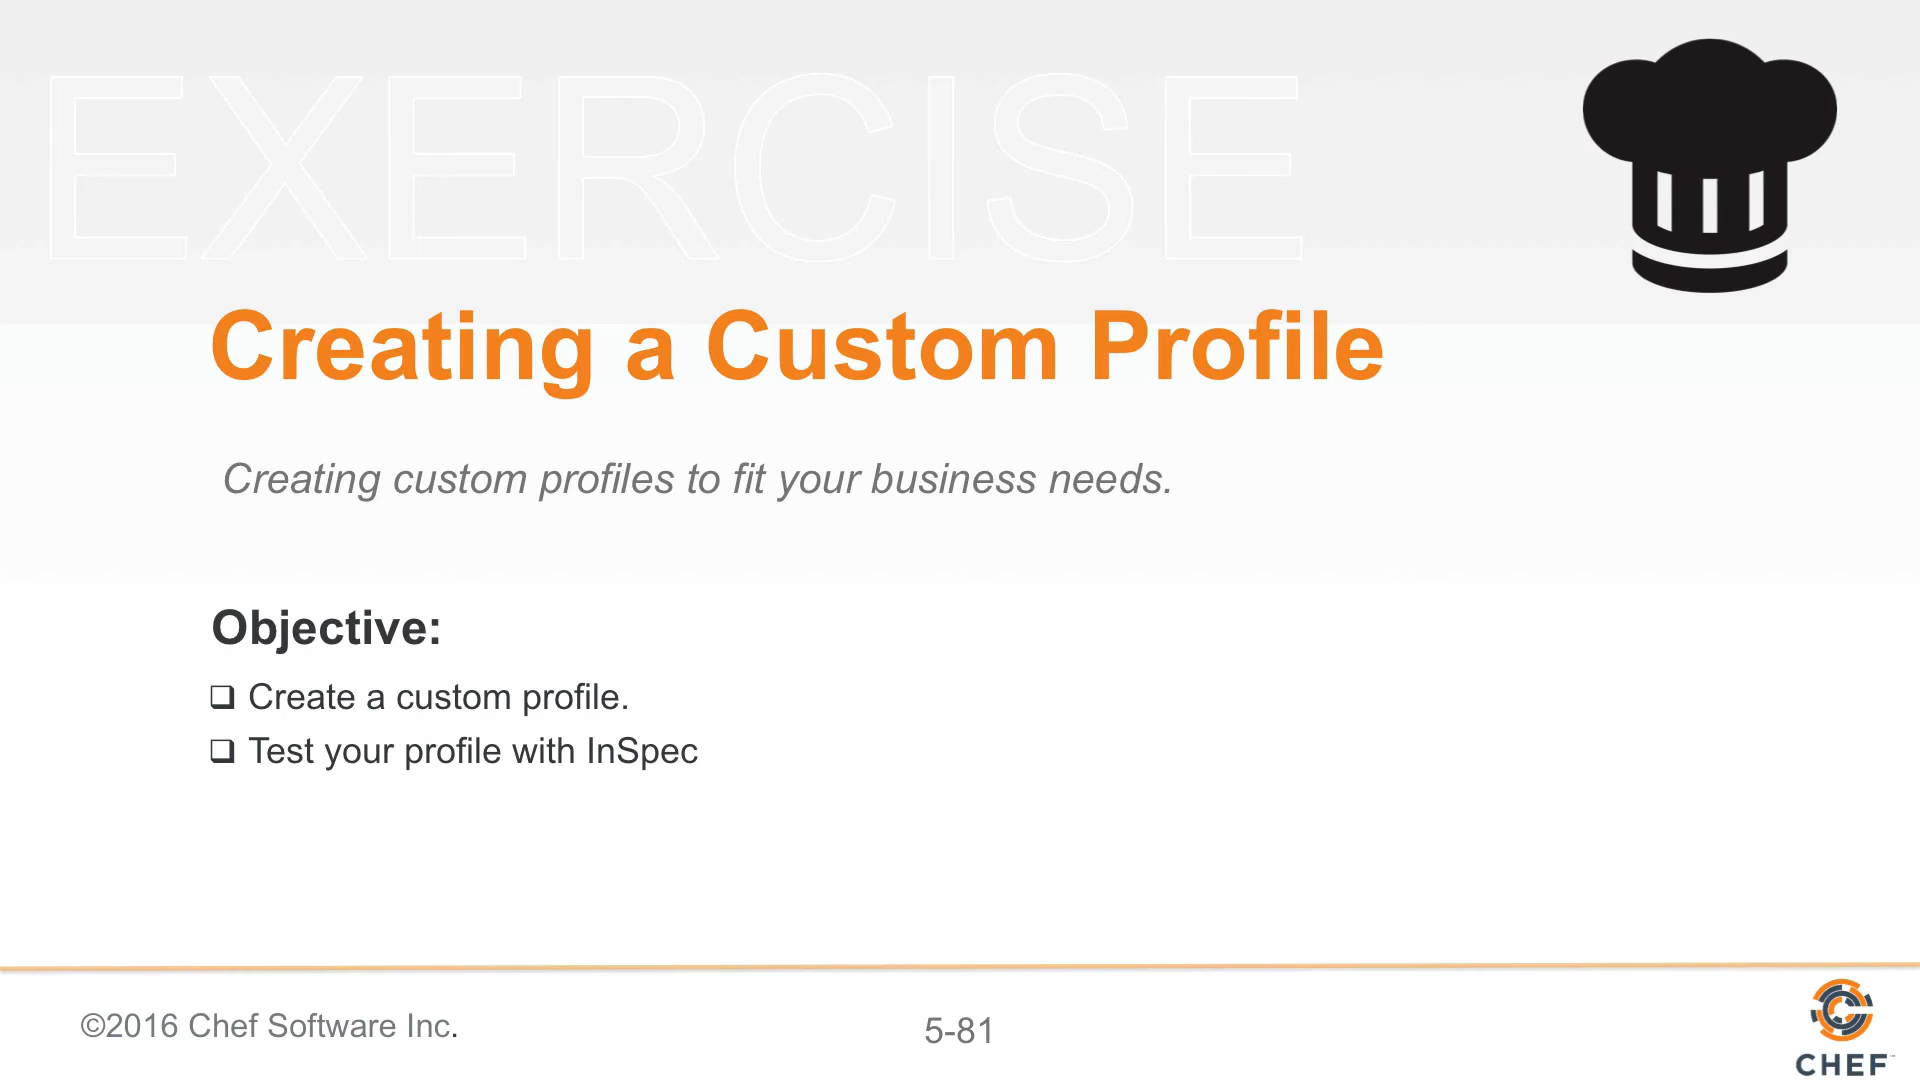 EXERCISE
Creating a Custom Profile
Creating custom profiles to fit your business needs.
Objective:
❑ Create a custom profile.
❑ Test your profile with InSpec
©2016 Chef Software Inc.
5-81
CHEF™